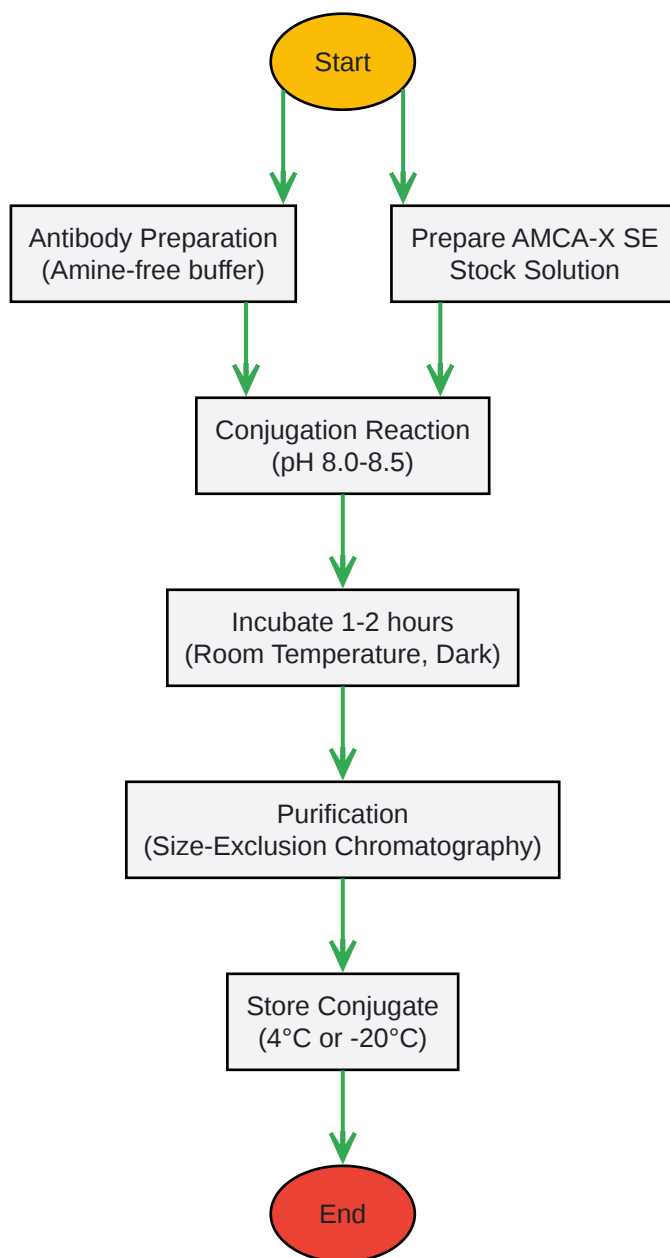 Start
Antibody Preparation
(Amine-free buffer)
Prepare AMCA-X SE
Stock Solution
Conjugation Reaction
(pH 8.0-8.5)
Incubate 1-2 hours
(Room Temperature, Dark)
Purification
(Size-Exclusion Chromatography)
Store Conjugate
(4°C or -20°C)
End